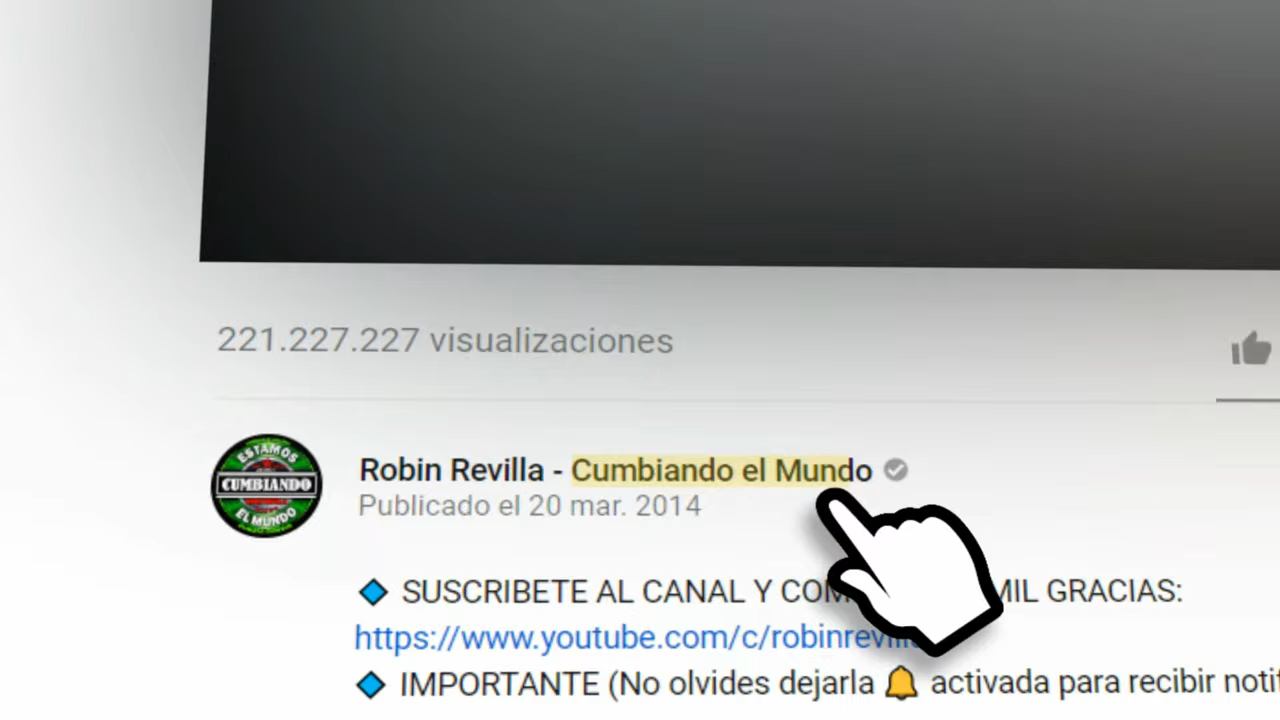 221.227.227 visualizaciones
ESTAMOS
CUMBIANDO
EL MUNDO
Robin Revilla - Cumbiando el Mundo
Publicado el 20 mar. 2014
SUSCRIBETE AL CANAL Y MIL GRACIAS:
https://www.youtube.com/c/robinrevill
IMPORTANTE (No olvides dejarla 🔔 activada para recibir notif